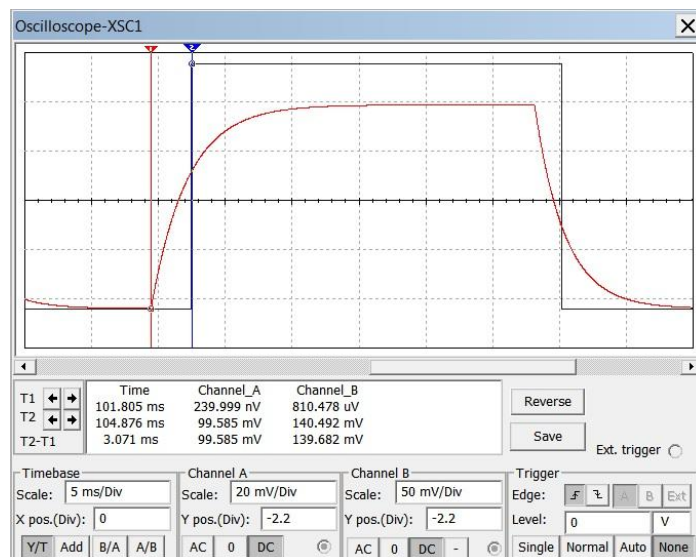 Oscilloscope-XSC1
1 2
Time Channel_A Channel_B
T1 101.805 ms 239.999 nV 810.478 uV
T2 104.876 ms 99.585 mV 140.492 mV
T2-T1 3.071 ms 99.585 mV 139.682 mV
Reverse
Save
Ext. trigger
Timebase
Scale: 5 ms/Div
X pos.(Div): 0
Y/T Add B/A A/B
Channel A
Scale: 20 mV/Div
Y pos.(Div): -2.2
AC 0 DC
Channel B
Scale: 50 mV/Div
Y pos.(Div): -2.2
AC 0 DC -
Trigger
Edge: A B Ext
Level: 0 V
Single Normal Auto None